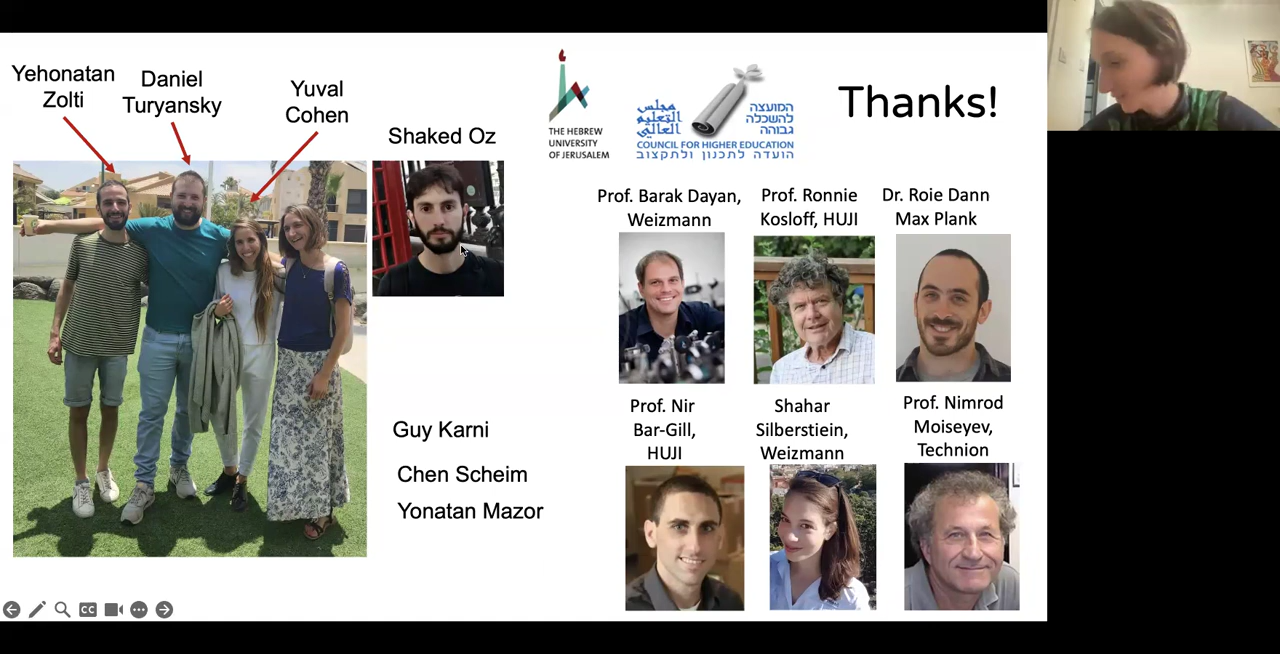 Yehonatan
Zolti
Daniel
Turyansky
Yuval
Cohen
Shaked Oz
THE HEBREW
UNIVERSITY
OF JERUSALEM
مجلس
التعليم
العالي
המועצה
להשכלה
גבוהה
COUNCIL FOR HIGHER EDUCATION
הועדה לתכנון ולתקצוב
Thanks!
Prof. Barak Dayan,
Weizmann
Prof. Ronnie
Kosloff, HUJI
Dr. Roie Dann
Max Plank
Prof. Nir
Bar-Gill,
HUJI
Shahar
Silberstiein,
Weizmann
Prof. Nimrod
Moiseyev,
Technion
Guy Karni
Chen Scheim
Yonatan Mazor
CC